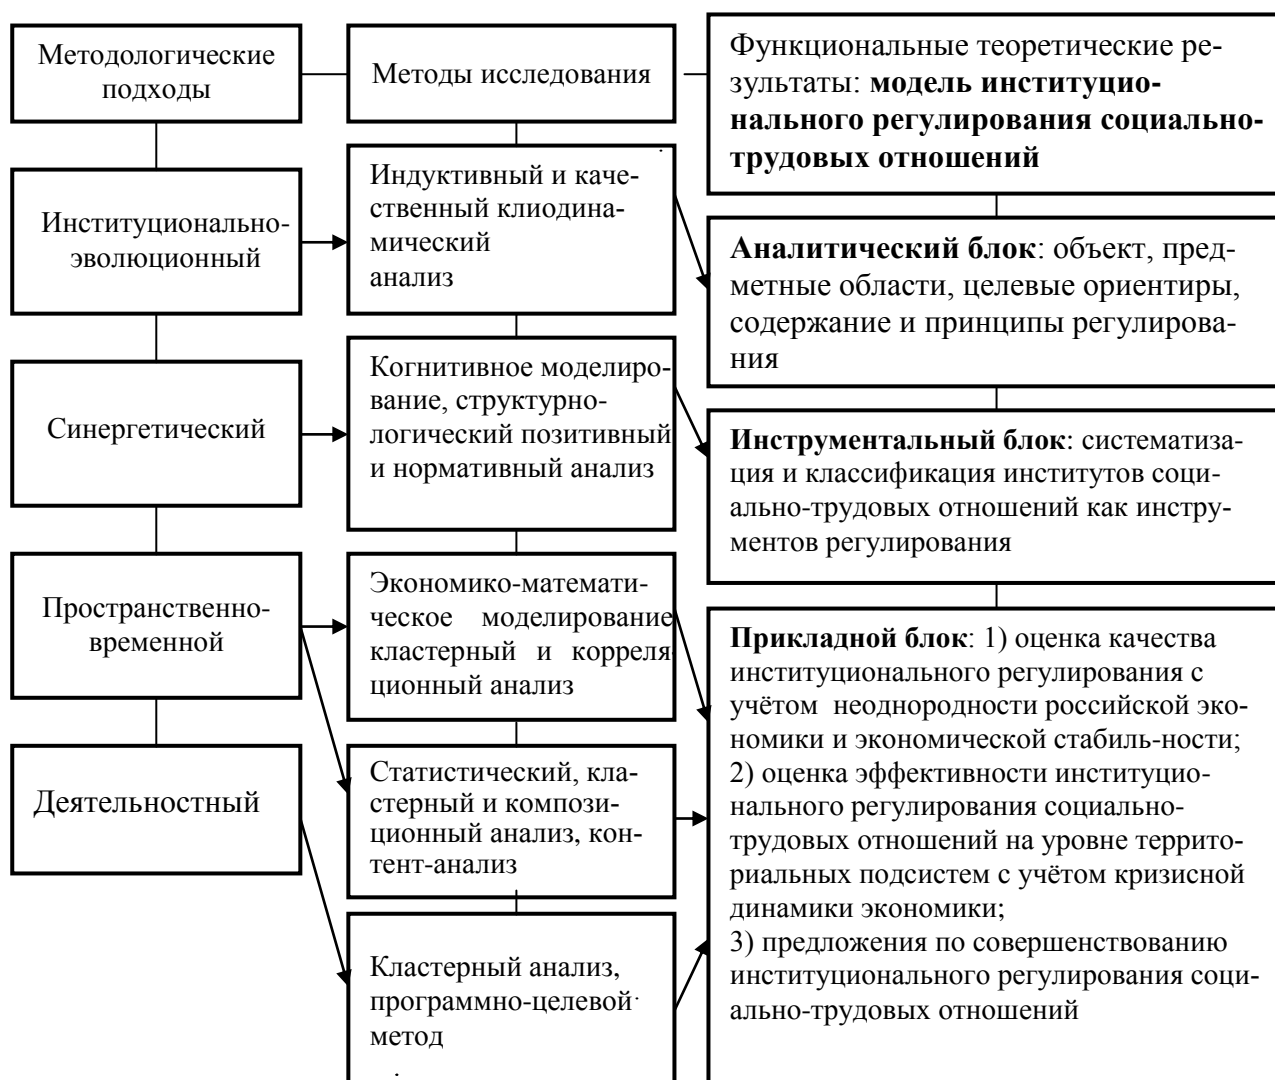 Методологические
подходы
Методы исследования
Функциональные теоретические ре-
зультаты: модель институцио-
нального регулирования социально-
трудовых отношений
Институционально-
эволюционный
Индуктивный и каче-
ственный клиодина-
мический
анализ
Аналитический блок: объект, пред-
метные области, целевые ориентиры,
содержание и принципы регулирова-
ния
Синергетический
Когнитивное моделиро-
вание, структурно-
логический позитивный
и нормативный анализ
Инструментальный блок: систематиза-
ция и классификация институтов соци-
ально-трудовых отношений как инстру-
ментов регулирования
Пространственно-
временной
Экономико-математи-
ческое моделирование
кластерный и корреля-
ционный анализ
Статистический, кла-
стерный и компози-
ционный анализ, кон-
тент-анализ
Прикладной блок: 1) оценка качества
институционального регулирования с
учётом неоднородности российской эко-
номики и экономической стабиль-ности;
2) оценка эффективности институцио-
нального регулирования социально-
трудовых отношений на уровне террито-
риальных подсистем с учётом кризисной
динамики экономики;
3) предложения по совершенствованию
институционального регулирования соци-
ально-трудовых отношений
Деятельностный
Кластерный анализ,
программно-целевой
метод